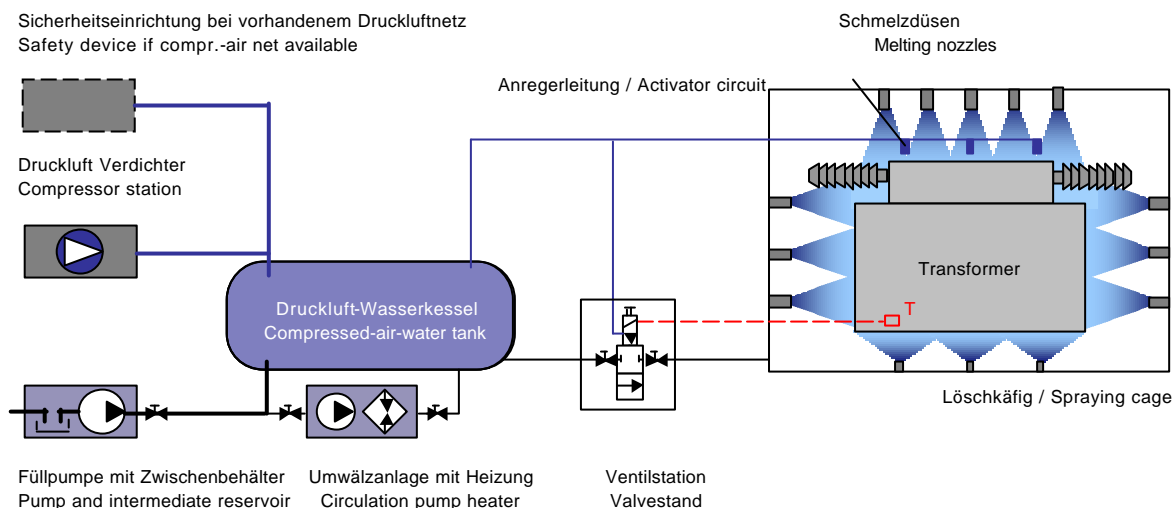 Sicherheitseinrichtung bei vorhandenem Druckluftnetz
Safety device if compr.-air net available
Schmelzdüsen
Melting nozzles
Anregerleitung / Activator circuit
Druckluft Verdichter
Compressor station
Transformer
T
Druckluft-Wasserkessel
Compressed-air-water tank
Löschkäfig / Spraying cage
Füllpumpe mit Zwischenbehälter
Pump and intermediate reservoir
Umwälzanlage mit Heizung
Circulation pump heater
Ventilstation
Valvestand